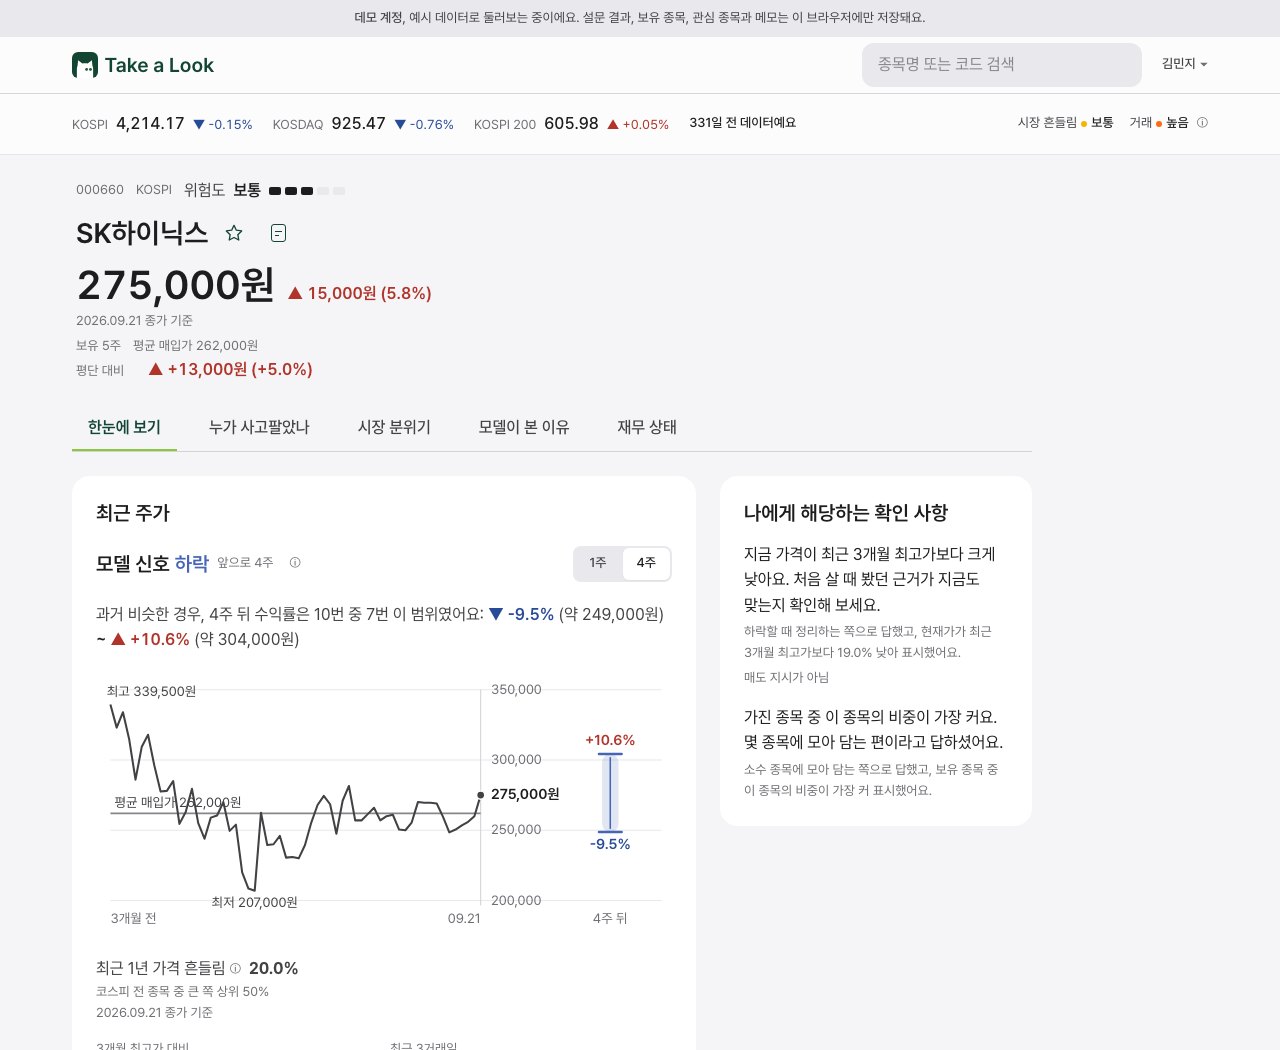 데모 계정, 예시 데이터로 둘러보는 중이에요. 설문 결과, 보유 종목, 관심 종목과 메모는 이 브라우저에만 저장돼요.
Take a Look
종목명 또는 코드 검색
김민지
KOSPI 4,214.17 ▼ -0.15% KOSDAQ 925.47 ▼ -0.76% KOSPI 200 605.98 ▲ +0.05% 331일 전 데이터예요
시장 흔들림 보통 거래 높음 ⓘ
000660 KOSPI 위험도 보통
SK하이닉스
275,000원 ▲ 15,000원 (5.8%)
2026.09.21 종가 기준
보유 5주 평균 매입가 262,000원
평단 대비 ▲ +13,000원 (+5.0%)
한눈에 보기 누가 사고팔았나 시장 분위기 모델이 본 이유 재무 상태
최근 주가
모델 신호 하락 앞으로 4주 ⓘ
1주 4주
과거 비슷한 경우, 4주 뒤 수익률은 10번 중 7번 이 범위였어요: ▼ -9.5% (약 249,000원)
~ ▲ +10.6% (약 304,000원)
최고 339,500원
350,000
+10.6%
300,000
275,000원
평균 매입가 262,000원
250,000
-9.5%
최저 207,000원
200,000
3개월 전 09.21 4주 뒤
최근 1년 가격 흔들림 ⓘ 20.0%
코스피 전 종목 중 큰 쪽 상위 50%
2026.09.21 종가 기준
3개월 최고가 대비 최근 3거래일
나에게 해당하는 확인 사항
지금 가격이 최근 3개월 최고가보다 크게
낮아요. 처음 살 때 봤던 근거가 지금도
맞는지 확인해 보세요.
하락할 때 정리하는 쪽으로 답했고, 현재가가 최근
3개월 최고가보다 19.0% 낮아 표시했어요.
매도 지시가 아님
가진 종목 중 이 종목의 비중이 가장 커요.
몇 종목에 모아 담는 편이라고 답하셨어요.
소수 종목에 모아 담는 쪽으로 답했고, 보유 종목 중
이 종목의 비중이 가장 커 표시했어요.